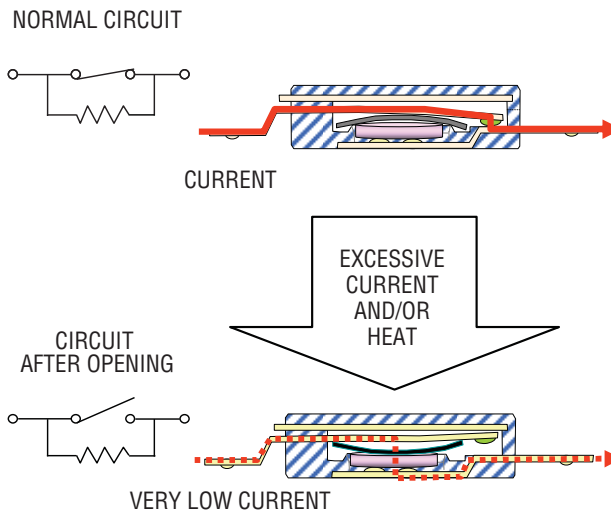 NORMAL CIRCUIT
CURRENT
EXCESSIVE
CURRENT
AND/OR
HEAT
CIRCUIT
AFTER OPENING
VERY LOW CURRENT